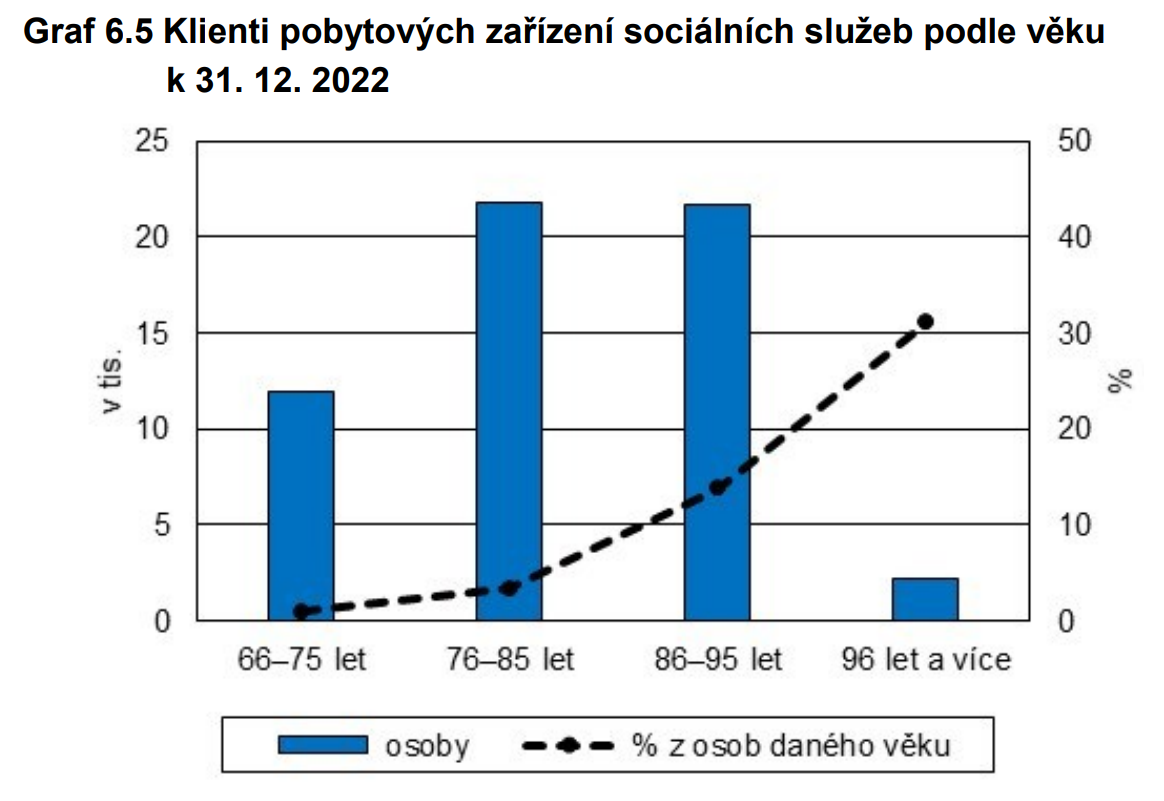 Graf 6.5 Klienti pobytových zařízení sociálních služeb podle věku
k 31. 12. 2022
25
50
20
40
15
30
v tis.
%
10
20
5
10
0
0
66–75 let
76–85 let
86–95 let
96 let a více
osoby
% z osob daného věku